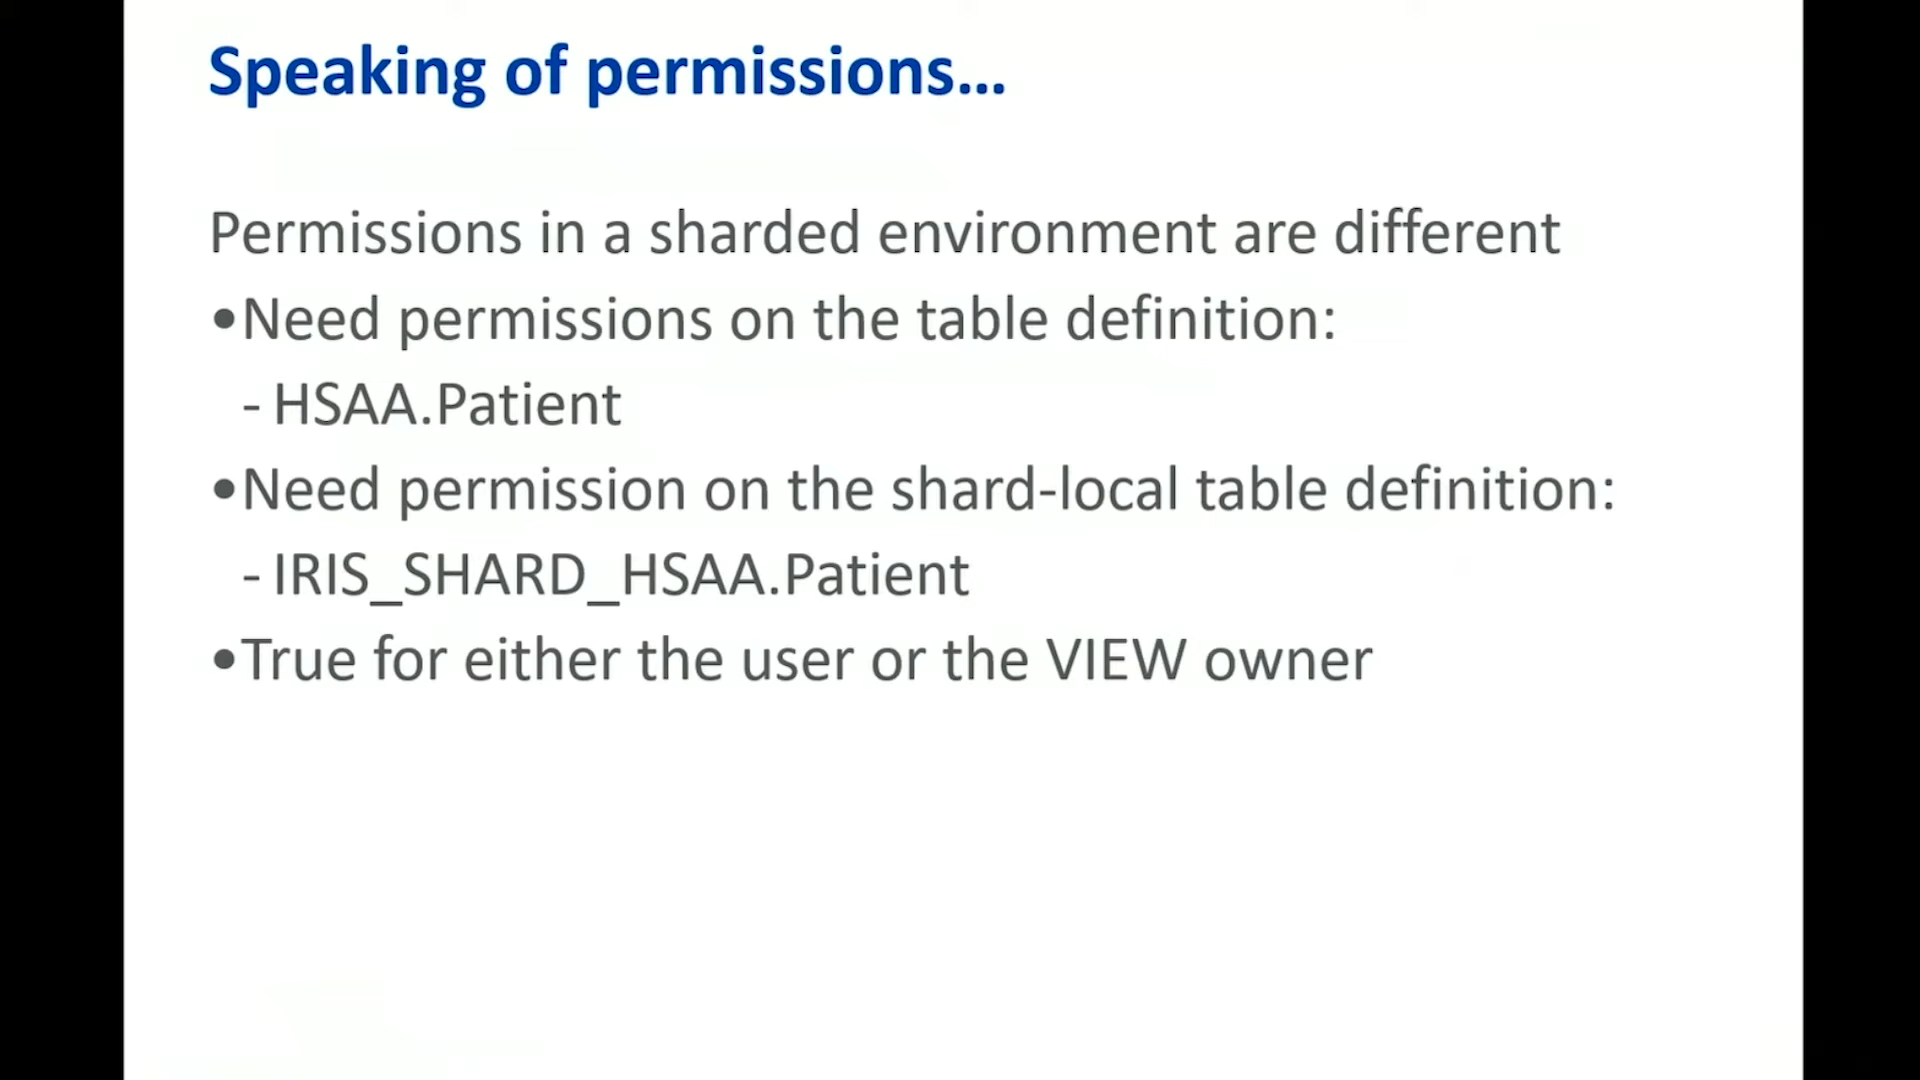 Speaking of permissions...
Permissions in a sharded environment are different
•Need permissions on the table definition:
- HSAA.Patient
•Need permission on the shard-local table definition:
- IRIS_SHARD_HSAA.Patient
•True for either the user or the VIEW owner